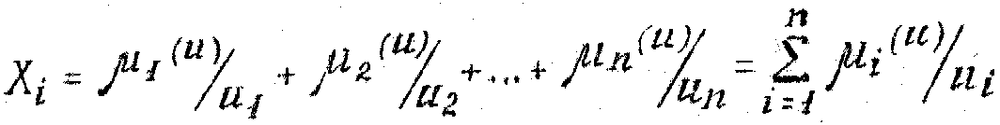 X_i = μ_1^(u)/u_1 + μ_2^(u)/u_2 + ... + μ_n^(u)/u_n = Σ_{i=1}^{n} μ_i^(u)/u_i